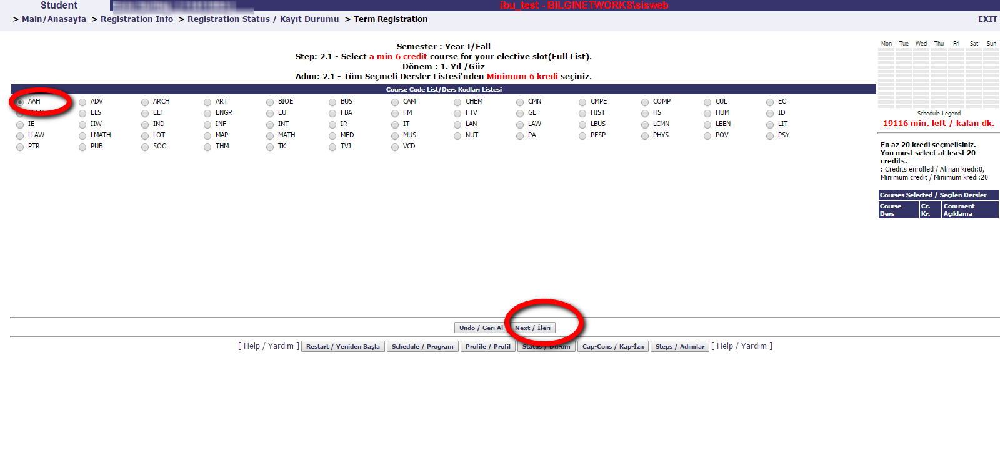 Student
ibu_test - BILGINETWORKS\sisweb
> Main/Anasayfa > Registration Info > Registration Status / Kayıt Durumu > Term Registration
EXIT
Semester : Year I/Fall
Step: 2.1 - Select a min 6 credit course for your elective slot(Full List).
Dönem : 1. Yıl /Güz
Adım: 2.1 - Tüm Seçmeli Dersler Listesi'nden Minimum 6 kredi seçiniz.
Course Code List/Ders Kodları Listesi
AAH ADV ARCH ART BIOE BUS CAM CHEM CMN CMPE COMP CUL EC
ELS ELT ENGR EU FBA FM FTV GE HIST HS HUM ID
IE IIW IND INF INT IR IT LAN LAW LBUS LCMN LEEN LIT
LLAW LMATH LOT MAP MATH MED MUS NUT PA PESP PHYS POV PSY
PTR PUB SOC THM TK TVJ VCD
Undo / Geri Al Next / İleri
[ Help / Yardım ] Restart / Yeniden Başla Schedule / Program Profile / Profil Status / Durum Cap-Cons / Kap-İzn Steps / Adımlar [ Help / Yardım ]
Mon Tue Wed Thu Fri Sat Sun
Schedule Legend
19116 min. left / kalan dk.
En az 20 kredi seçmelisiniz.
You must select at least 20
credits.
: Credits enrolled / Alınan kredi:0,
Minimum credit / Minimum kredi:20
Courses Selected / Seçilen Dersler
Course Cr. Comment
Ders Kr. Açıklama